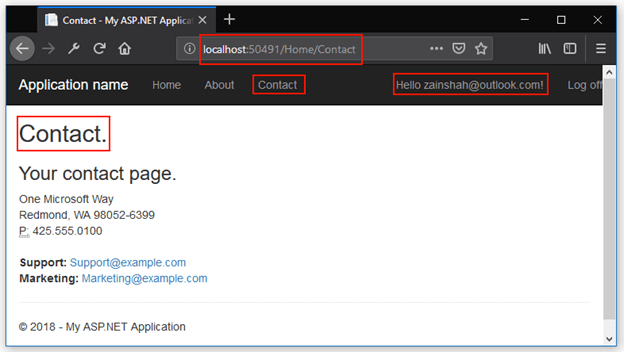 Contact - My ASP.NET Applicati
localhost:50491/Home/Contact
Application name Home About Contact Hello zainshah@outlook.com! Log off
Contact.
Your contact page.
One Microsoft Way
Redmond, WA 98052-6399
P: 425.555.0100
Support: Support@example.com
Marketing: Marketing@example.com
© 2018 - My ASP.NET Application